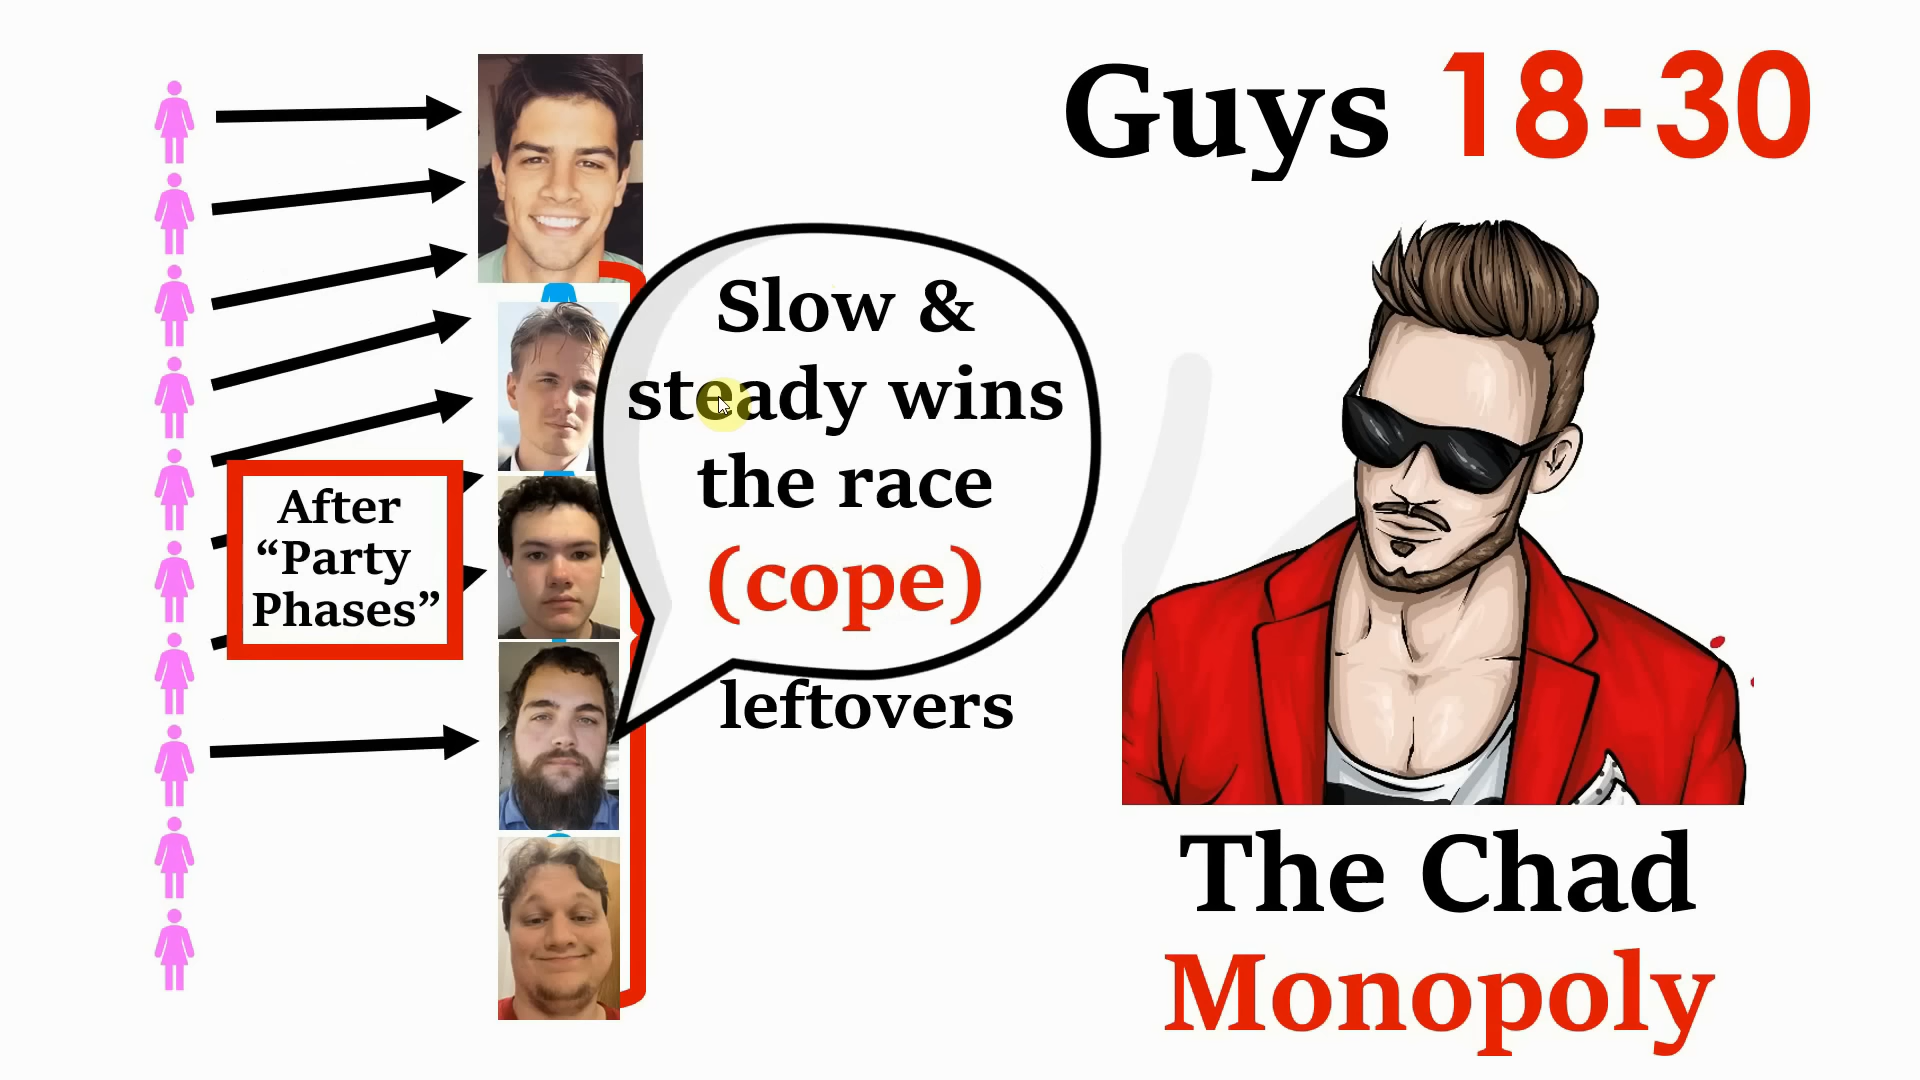 Guys 18-30
Slow &
steady wins
the race
(cope)
After
“Party
Phases”
leftovers
The Chad
Monopoly